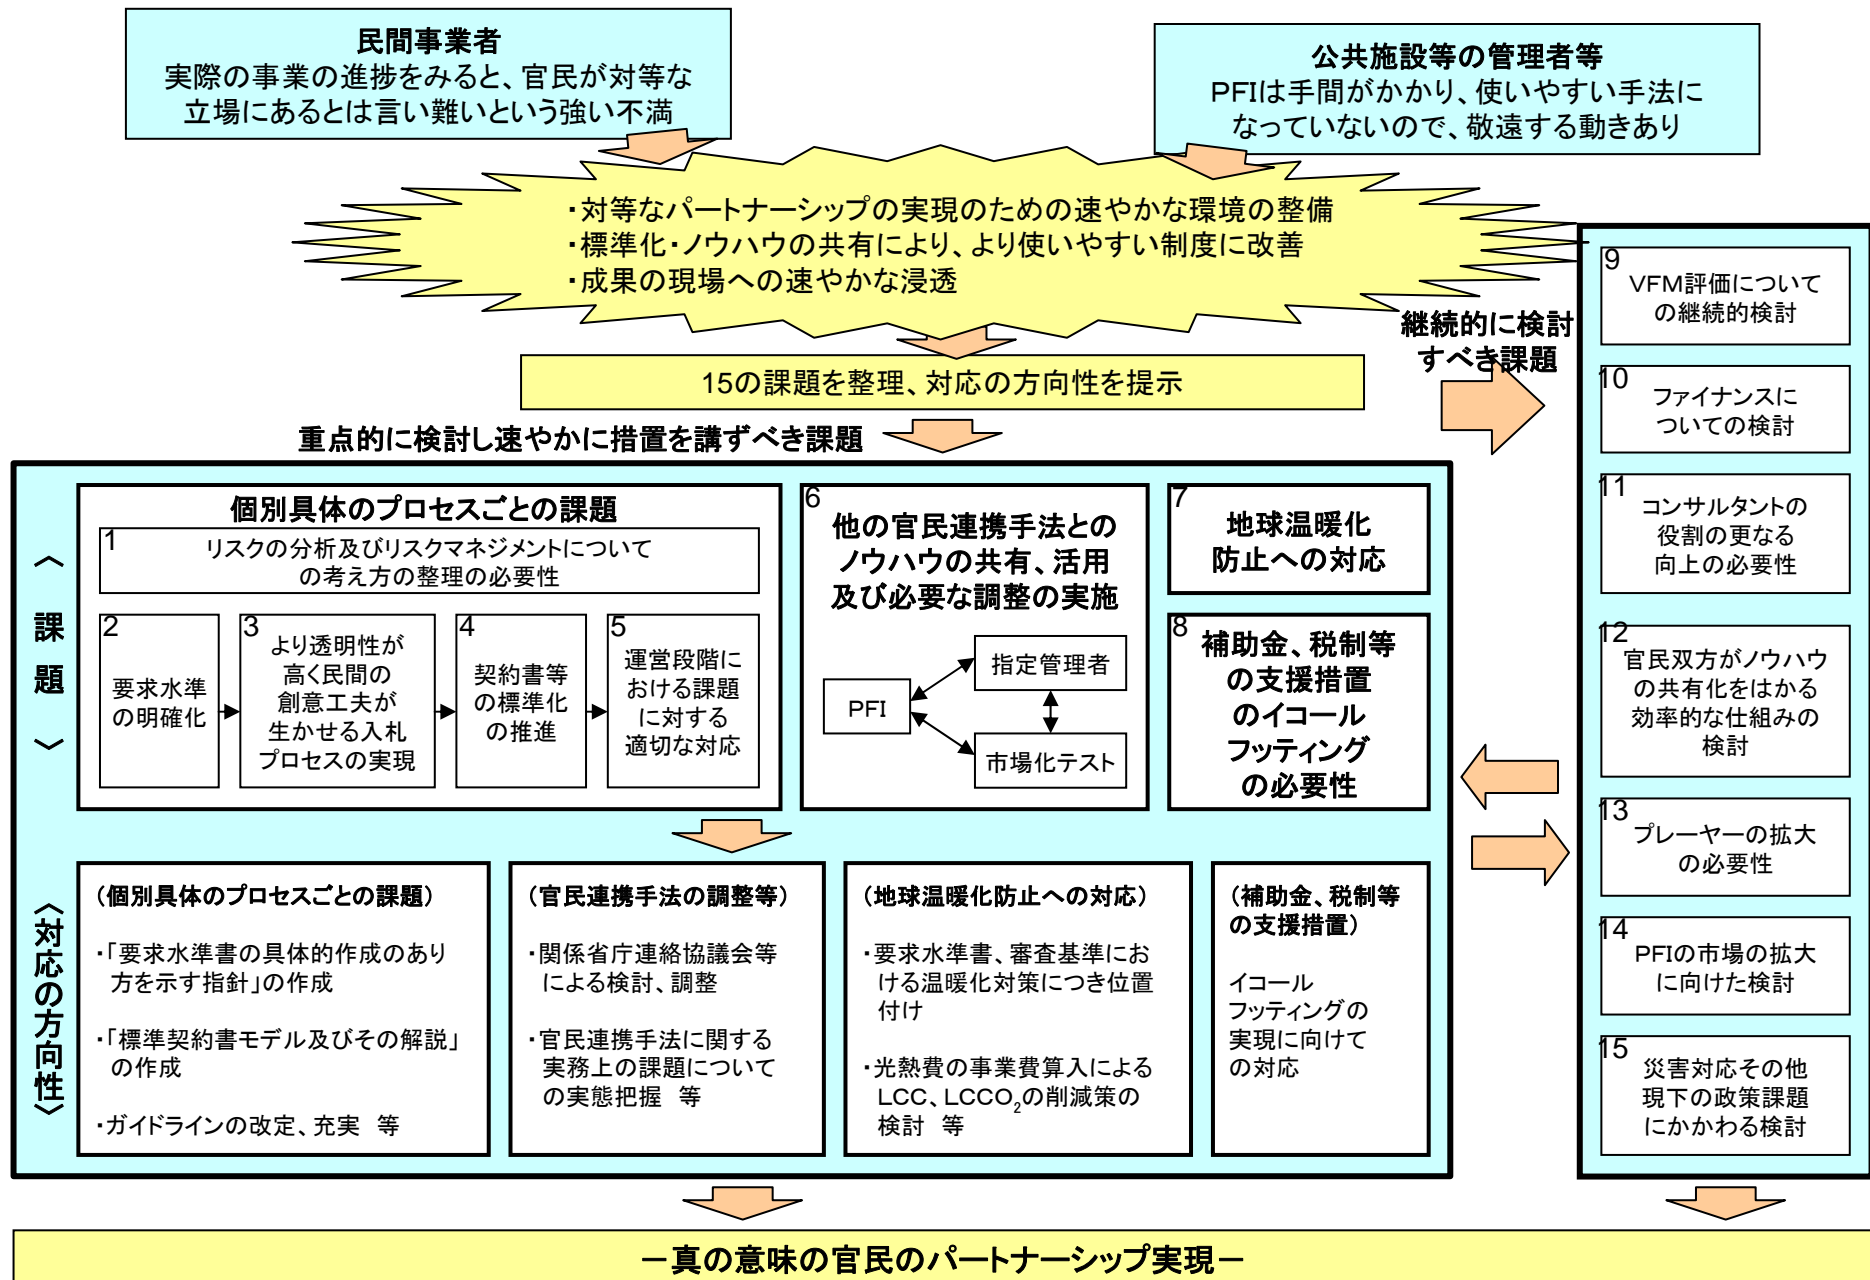 民間事業者
実際の事業の進捗をみると、官民が対等な
立場にあるとは言い難いという強い不満
公共施設等の管理者等
PFIは手間がかかり、使いやすい手法に
なっていないので、敬遠する動きあり
・対等なパートナーシップの実現のための速やかな環境の整備
・標準化・ノウハウの共有により、より使いやすい制度に改善
・成果の現場への速やかな浸透
15の課題を整理、対応の方向性を提示
継続的に検討
すべき課題
重点的に検討し速やかに措置を講ずべき課題
〈課題〉
個別具体のプロセスごとの課題
1
リスクの分析及びリスクマネジメントについて
の考え方の整理の必要性
2
要求水準
の明確化
3
より透明性が
高く民間の
創意工夫が
生かせる入札
プロセスの実現
4
契約書等
の標準化
の推進
5
運営段階に
おける課題
に対する
適切な対応
6
他の官民連携手法との
ノウハウの共有、活用
及び必要な調整の実施
PFI
指定管理者
市場化テスト
7
地球温暖化
防止への対応
8
補助金、税制等
の支援措置
のイコール
フッティング
の必要性
〈対応の方向性〉
(個別具体のプロセスごとの課題)
・「要求水準書の具体的作成のあり
方を示す指針」の作成
・「標準契約書モデル及びその解説」
の作成
・ガイドラインの改定、充実 等
(官民連携手法の調整等)
・関係省庁連絡協議会等
による検討、調整
・官民連携手法に関する
実務上の課題について
の実態把握 等
(地球温暖化防止への対応)
・要求水準書、審査基準にお
ける温暖化対策につき位置
付け
・光熱費の事業費算入による
LCC、LCCO2の削減策の
検討 等
(補助金、税制等
の支援措置)
イコール
フッティングの
実現に向けて
の対応
9
VFM評価について
の継続的検討
10
ファイナンスに
ついての検討
11
コンサルタントの
役割の更なる
向上の必要性
12
官民双方がノウハウ
の共有化をはかる
効率的な仕組みの
検討
13
プレーヤーの拡大
の必要性
14
PFIの市場の拡大
に向けた検討
15
災害対応その他
現下の政策課題
にかかわる検討
－真の意味の官民のパートナーシップ実現－